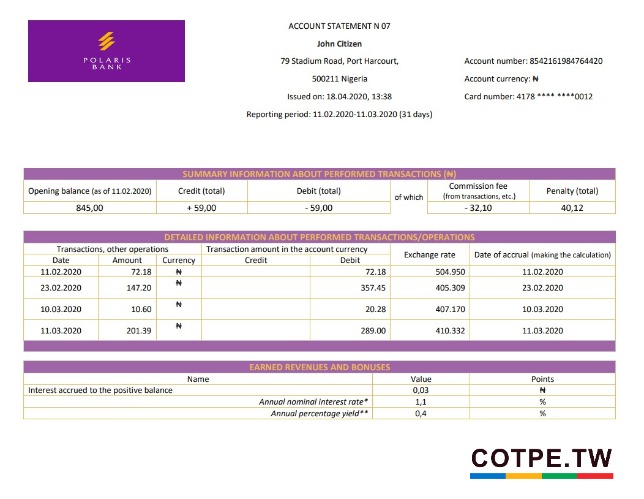 POLARIS
BANK
ACCOUNT STATEMENT N 07
John Citizen
79 Stadium Road, Port Harcourt,
500211 Nigeria
Issued on: 18.04.2020, 13:38
Reporting period: 11.02.2020-11.03.2020 (31 days)
Account number: 8542161984764420
Account currency: ₦
Card number: 4178 **** ****0012
SUMMARY INFORMATION ABOUT PERFORMED TRANSACTIONS (₦)
Opening balance (as of 11.02.2020) Credit (total) Debit (total) of which Commission fee (from transactions, etc.) Penalty (total)
845,00 + 59,00 - 59,00 - 32,10 40,12
DETAILED INFORMATION ABOUT PERFORMED TRANSACTIONS/OPERATIONS
Transactions, other operations Transaction amount in the account currency Exchange rate Date of accrual (making the calculation)
Date Amount Currency Credit Debit
11.02.2020 72.18 ₦ 72.18 504.950 11.02.2020
23.02.2020 147.20 ₦ 357.45 405.309 23.02.2020
10.03.2020 10.60 ₦ 20.28 407.170 10.03.2020
11.03.2020 201.39 ₦ 289.00 410.332 11.03.2020
EARNED REVENUES AND BONUSES
Name Value Points
Interest accrued to the positive balance 0,03 ₦
Annual nominal interest rate* 1,1 %
Annual percentage yield** 0,4 %
COTPE.TW